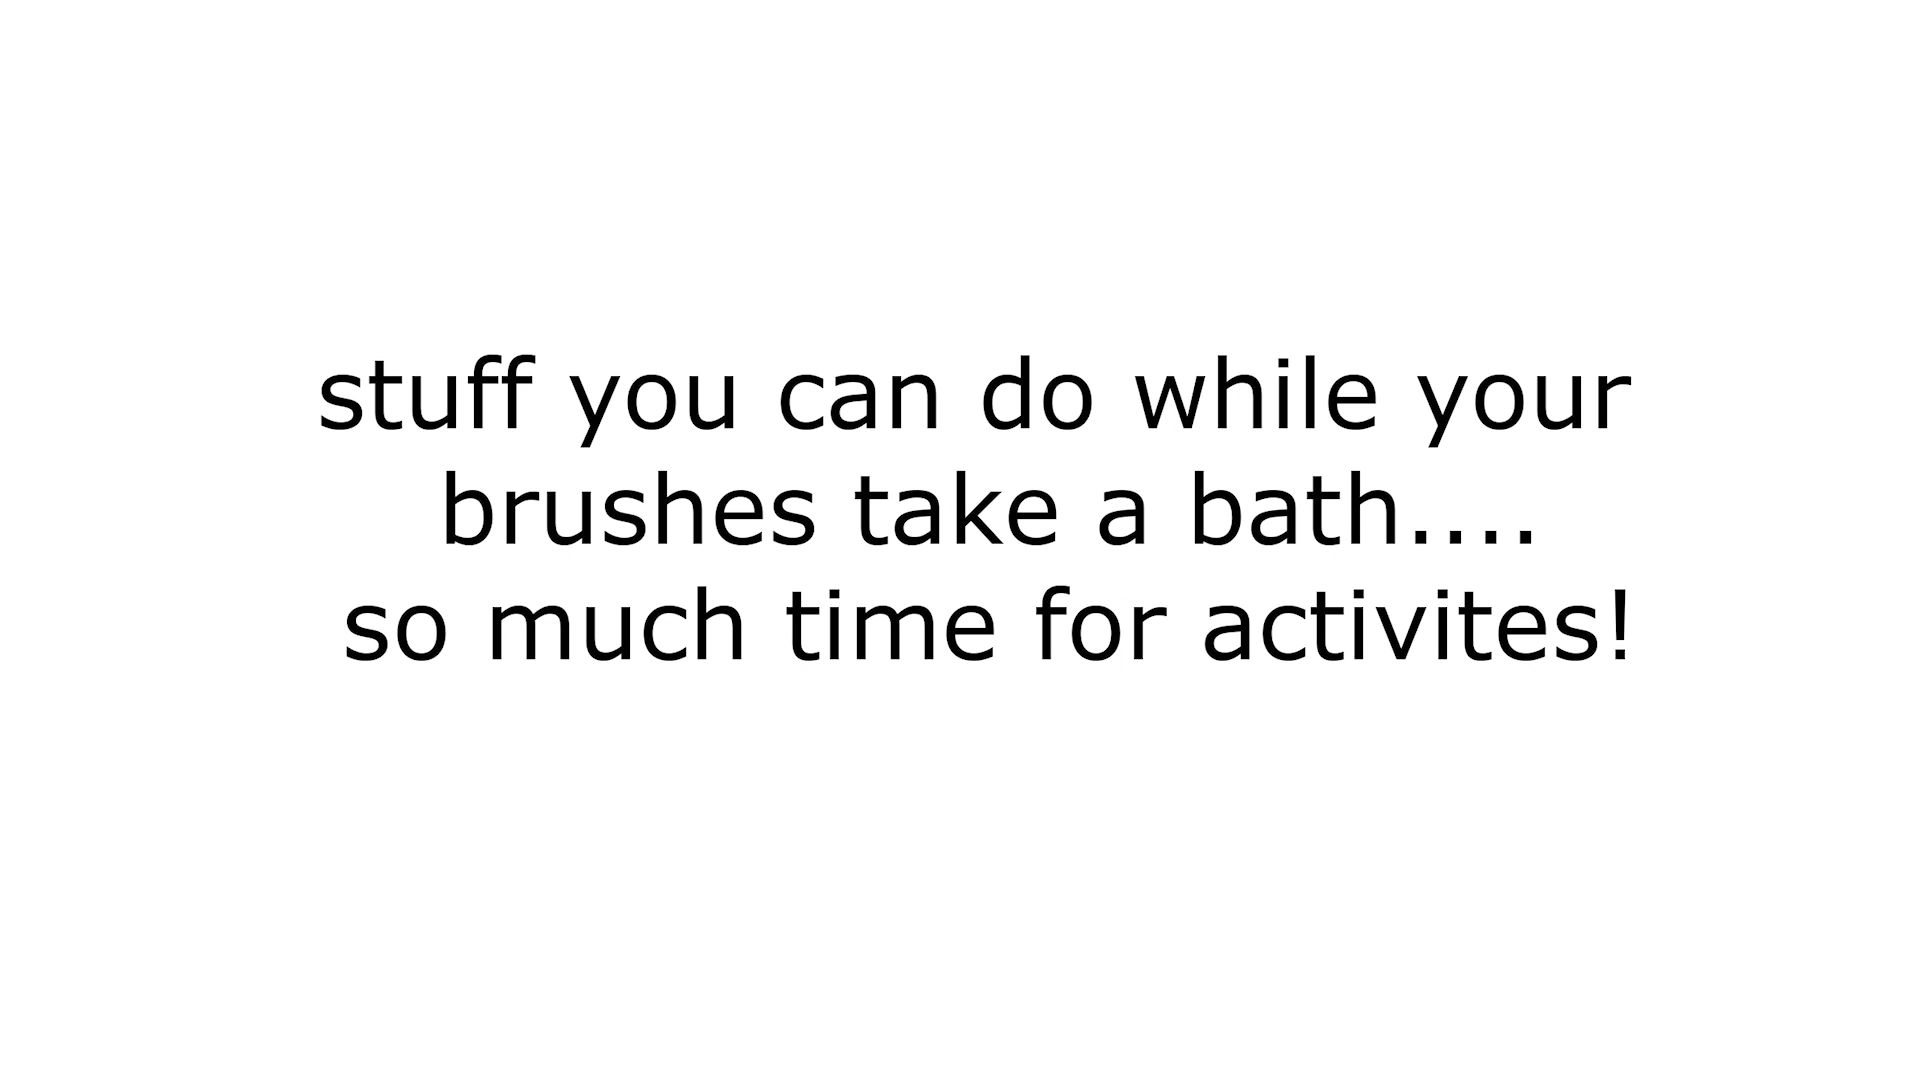 stuff you can do while your
brushes take a bath....
so much time for activites!